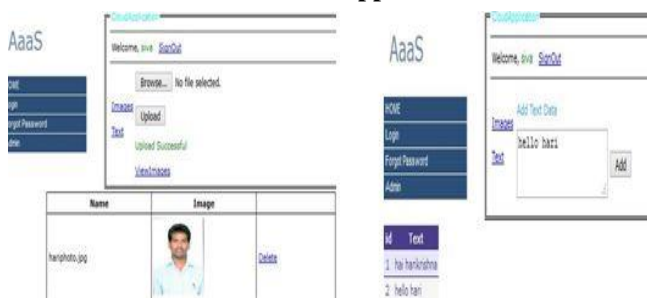 CloudApplication
AaaS
Welcome, siva SignOut
HOME
Login
Forgot Password
Admin
Browse... No file selected.
Images
Upload
Text
Upload Successful
ViewImages
Name Image
hariphoto.jpg Delete
CloudApplication
AaaS
Welcome, siva SignOut
HOME
Login
Forgot Password
Admin
Add Text Data
Images
hello hari
Text
Add
id Text
1 hai harikrishna
2 hello hari